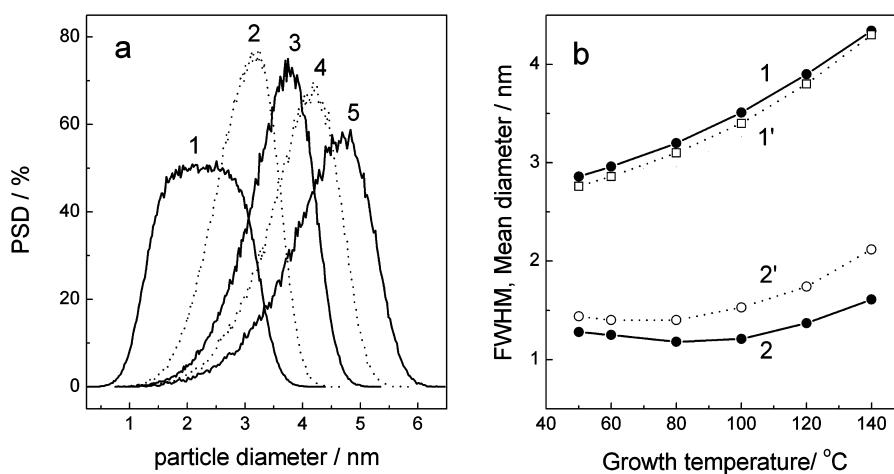 a
PSD / %
80
60
40
20
0
1
2
3
4
5
1 2 3 4 5 6
particle diameter / nm
b
FWHM, Mean diameter / nm
4
3
2
1
1
1'
2'
2
40 60 80 100 120 140
Growth temperature/ °C